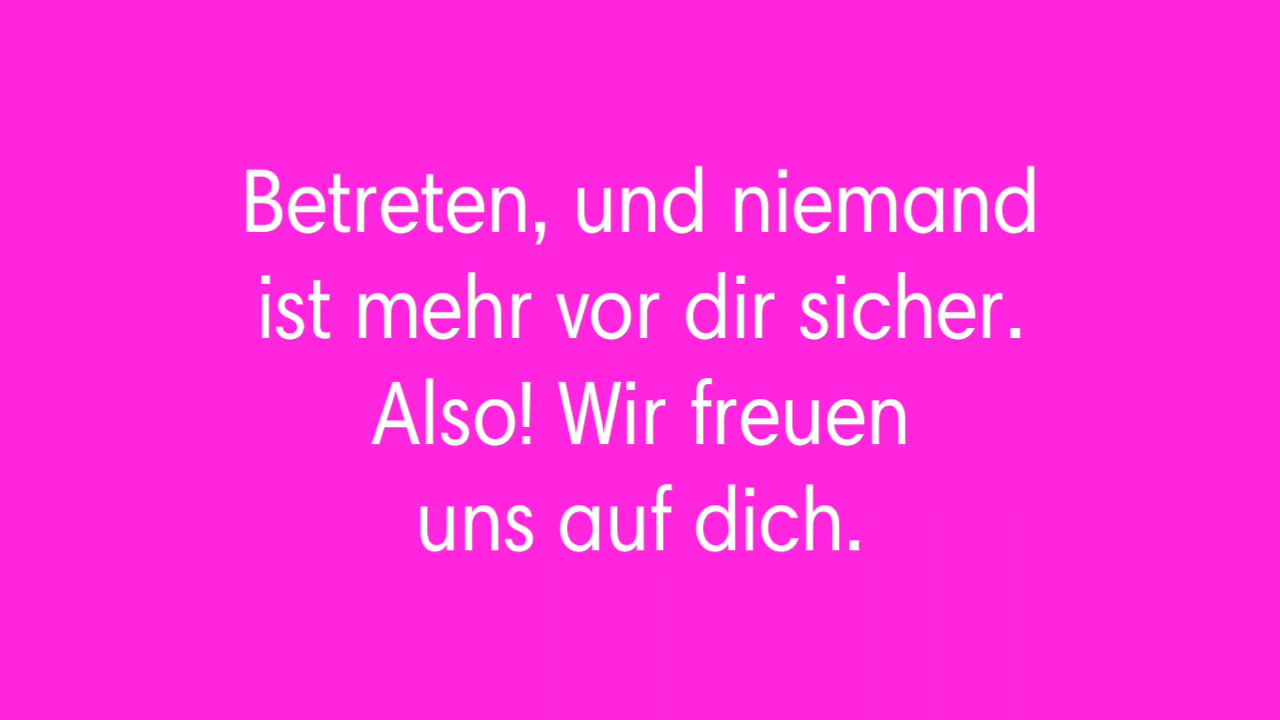 Betreten, und niemand
ist mehr vor dir sicher.
Also! Wir freuen
uns auf dich.